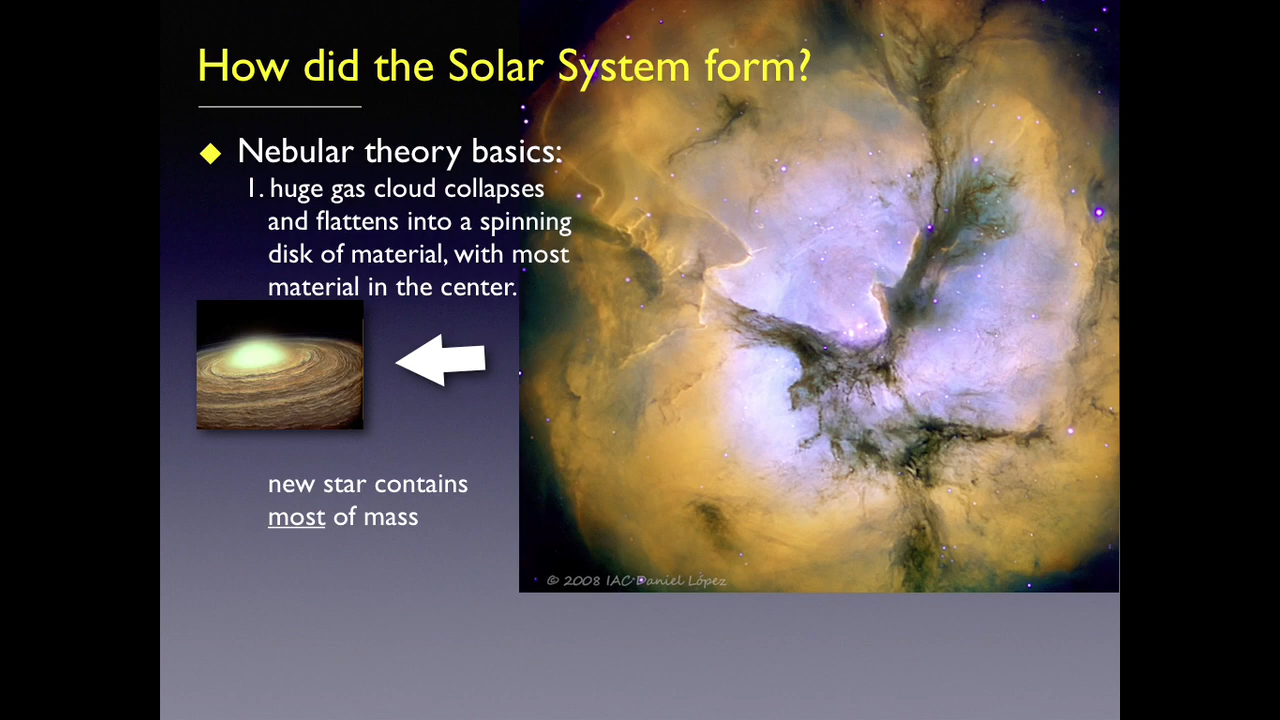 How did the Solar System form?
◆ Nebular theory basics:
1. huge gas cloud collapses
and flattens into a spinning
disk of material, with most
material in the center.
new star contains
most of mass
© 2008 IAC Daniel López